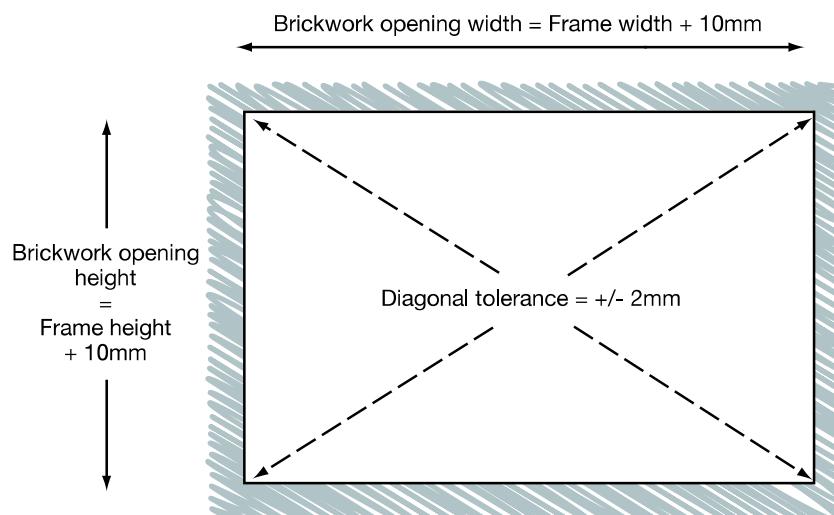 Brickwork opening width = Frame width + 10mm
Brickwork opening
height
=
Frame height
+ 10mm
Diagonal tolerance = +/- 2mm